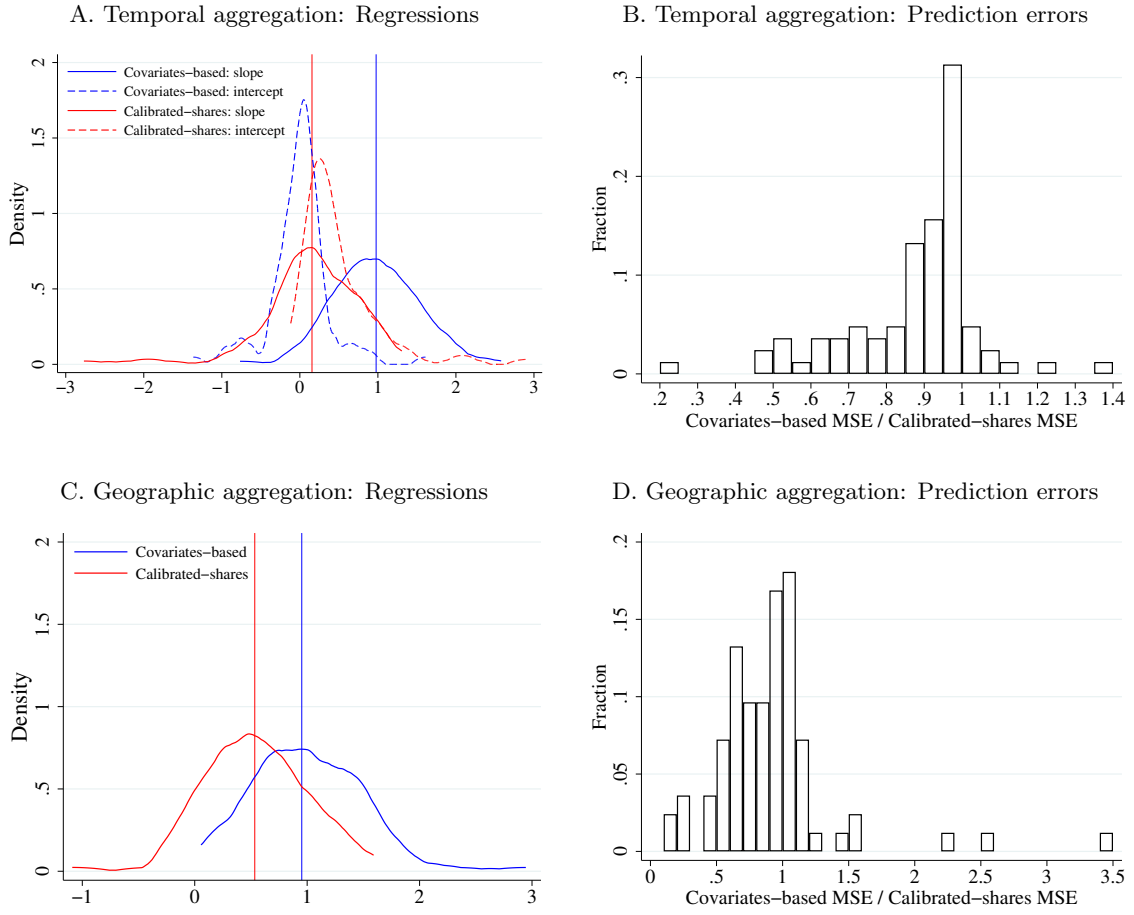 A. Temporal aggregation: Regressions
2
1.5
1
.5
0
Density
Covariates−based: slope
Covariates−based: intercept
Calibrated−shares: slope
Calibrated−shares: intercept
−3 −2 −1 0 1 2 3
B. Temporal aggregation: Prediction errors
.3
.2
.1
0
Fraction
.2 .3 .4 .5 .6 .7 .8 .9 1 1.1 1.2 1.3 1.4
Covariates−based MSE / Calibrated−shares MSE
C. Geographic aggregation: Regressions
2
1.5
1
.5
0
Density
Covariates−based
Calibrated−shares
−1 0 1 2 3
D. Geographic aggregation: Prediction errors
.2
.15
.1
.05
0
Fraction
0 .5 1 1.5 2 2.5 3 3.5
Covariates−based MSE / Calibrated−shares MSE